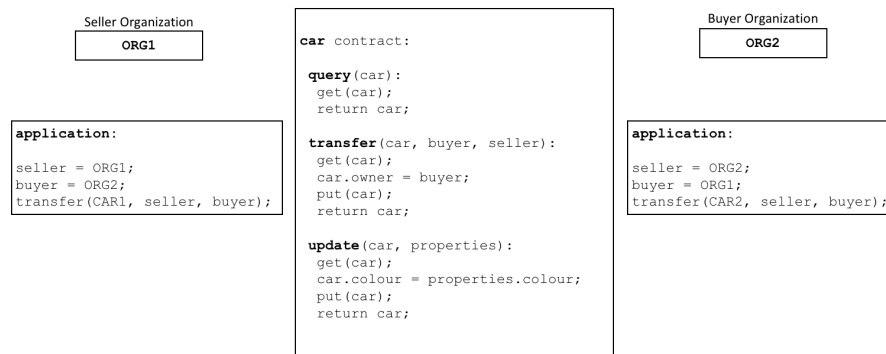 Seller Organization
ORG1
application:
seller = ORG1;
buyer = ORG2;
transfer(CAR1, seller, buyer);
car contract:
query(car):
get(car);
return car;
transfer(car, buyer, seller):
get(car);
car.owner = buyer;
put(car);
return car;
update(car, properties):
get(car);
car.colour = properties.colour;
put(car);
return car;
Buyer Organization
ORG2
application:
seller = ORG2;
buyer = ORG1;
transfer(CAR2, seller, buyer);